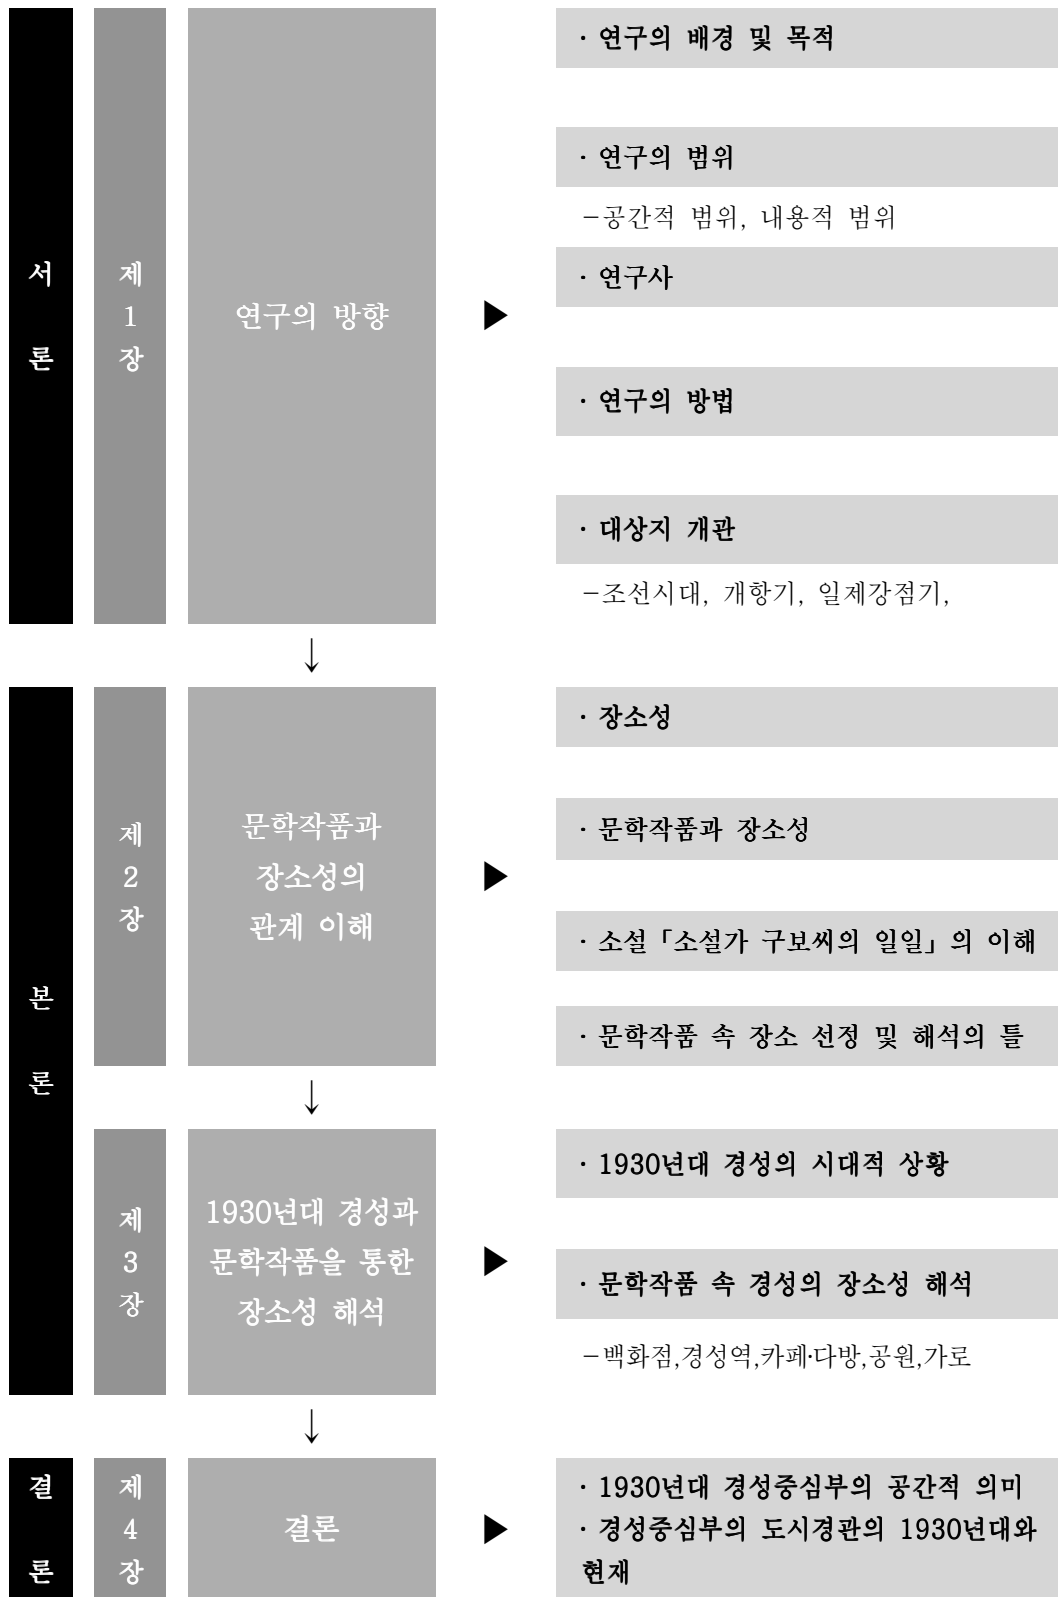 서
론
제
1
장
연구의 방향
▶
· 연구의 배경 및 목적
· 연구의 범위
-공간적 범위, 내용적 범위
· 연구사
· 연구의 방법
· 대상지 개관
-조선시대, 개항기, 일제강점기,
↓
본
론
제
2
장
문학작품과
장소성의
관계 이해
▶
· 장소성
· 문학작품과 장소성
· 소설「소설가 구보씨의 일일」의 이해
· 문학작품 속 장소 선정 및 해석의 틀
↓
제
3
장
1930년대 경성과
문학작품을 통한
장소성 해석
▶
· 1930년대 경성의 시대적 상황
· 문학작품 속 경성의 장소성 해석
-백화점,경성역,카페·다방,공원,가로
↓
결
론
제
4
장
결론
▶
· 1930년대 경성중심부의 공간적 의미
· 경성중심부의 도시경관의 1930년대와
현재